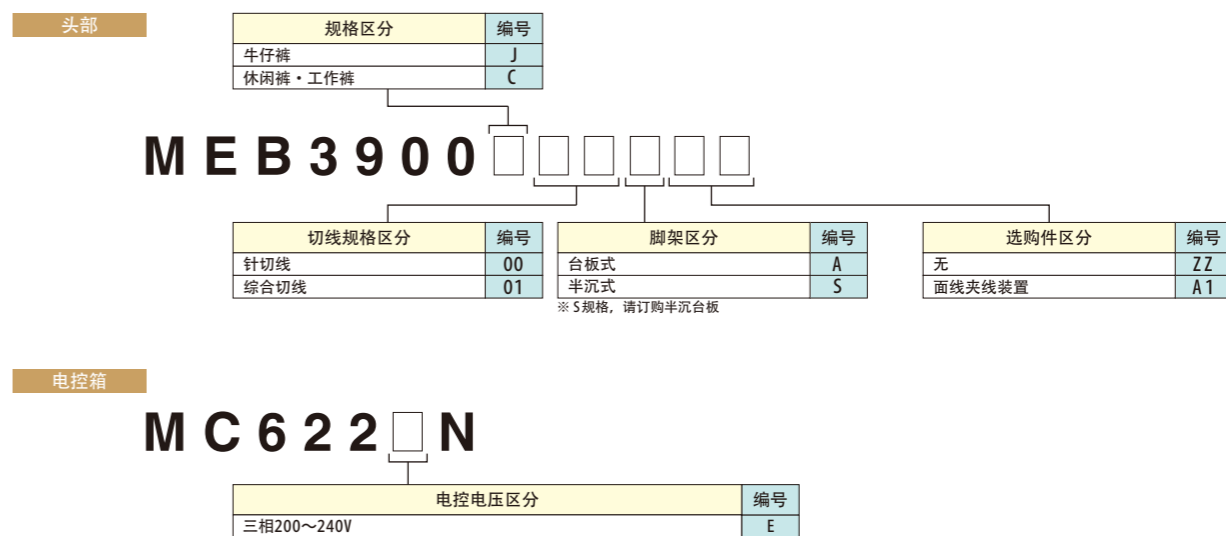 头部
规格区分 编号
牛仔裤 J
休闲裤・工作裤 C
MEB3900□□□□□□
切线规格区分 编号
针切线 00
综合切线 01
脚架区分 编号
台板式 A
半沉式 S
※S规格，请订购半沉台板
选购件区分 编号
无 ZZ
面线夹线装置 A1
电控箱
MC622□N
电控电压区分 编号
三相200～240V E